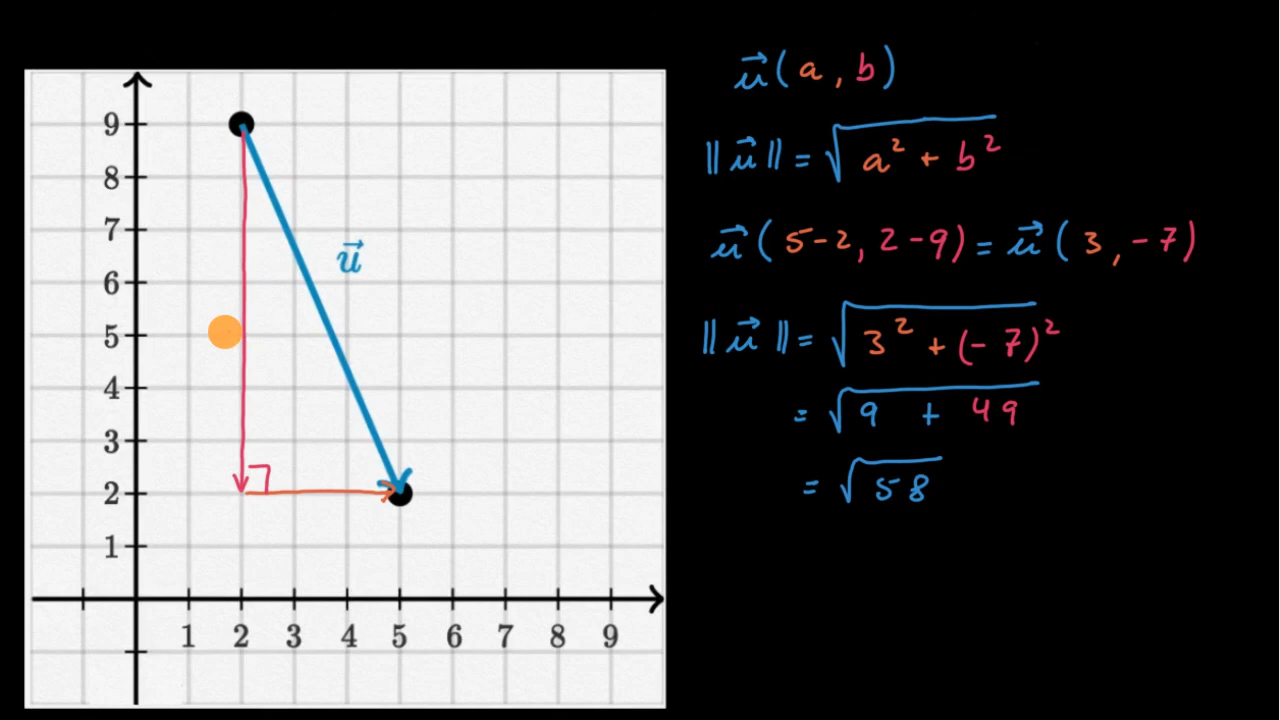 u⃗(a, b)
||u⃗|| = √(a² + b²)
u⃗(5-2, 2-9) = u⃗(3, -7)
||u⃗|| = √(3² + (-7)²)
= √(9 + 49)
= √58
9
8
7
u⃗
6
5
4
3
2
1
1 2 3 4 5 6 7 8 9